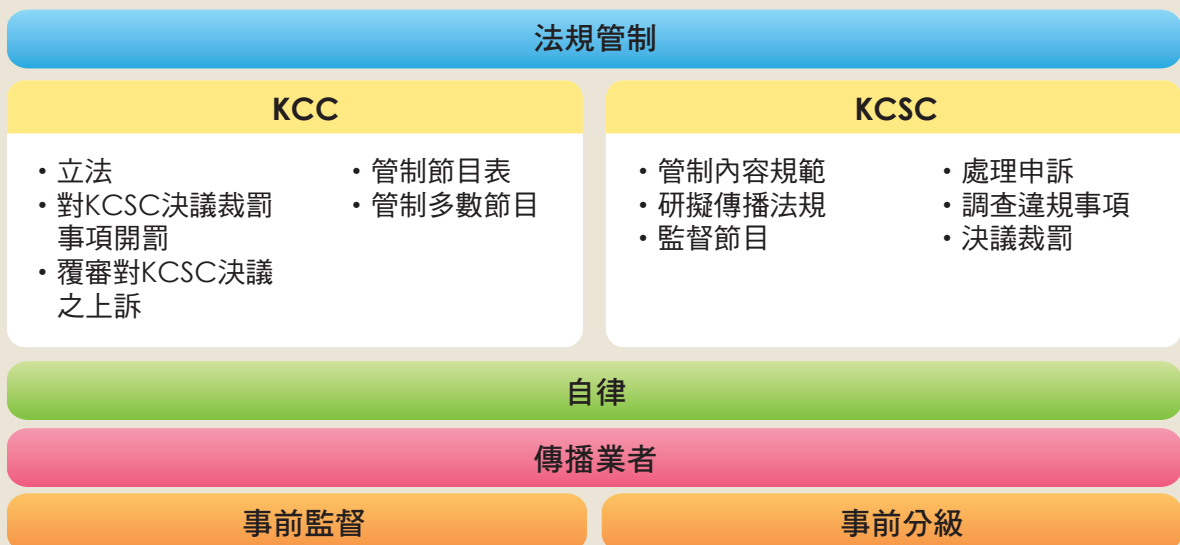 法規管制
KCC
・立法
・對KCSC決議裁罰
事項開罰
・覆審對KCSC決議
之上訴
・管制節目表
・管制多數節目
KCSC
・管制內容規範
・研擬傳播法規
・監督節目
・處理申訴
・調查違規事項
・決議裁罰
自律
傳播業者
事前監督
事前分級